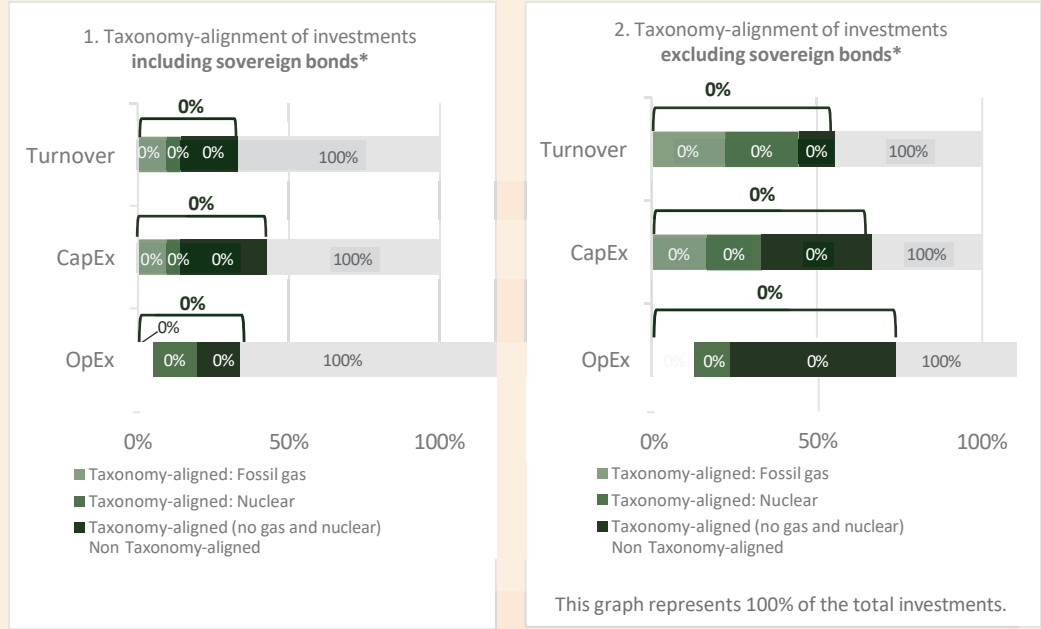 1. Taxonomy-alignment of investments
including sovereign bonds*
0%
Turnover
0% 0% 0% 100%
0%
CapEx
0% 0% 0% 100%
0%
0%
OpEx
0% 0% 100%
0% 50% 100%
Taxonomy-aligned: Fossil gas
Taxonomy-aligned: Nuclear
Taxonomy-aligned (no gas and nuclear)
Non Taxonomy-aligned
2. Taxonomy-alignment of investments
excluding sovereign bonds*
0%
Turnover
0% 0% 0% 100%
0%
CapEx
0% 0% 0% 100%
0%
OpEx
0% 0% 0% 100%
0% 50% 100%
Taxonomy-aligned: Fossil gas
Taxonomy-aligned: Nuclear
Taxonomy-aligned (no gas and nuclear)
Non Taxonomy-aligned
This graph represents 100% of the total investments.